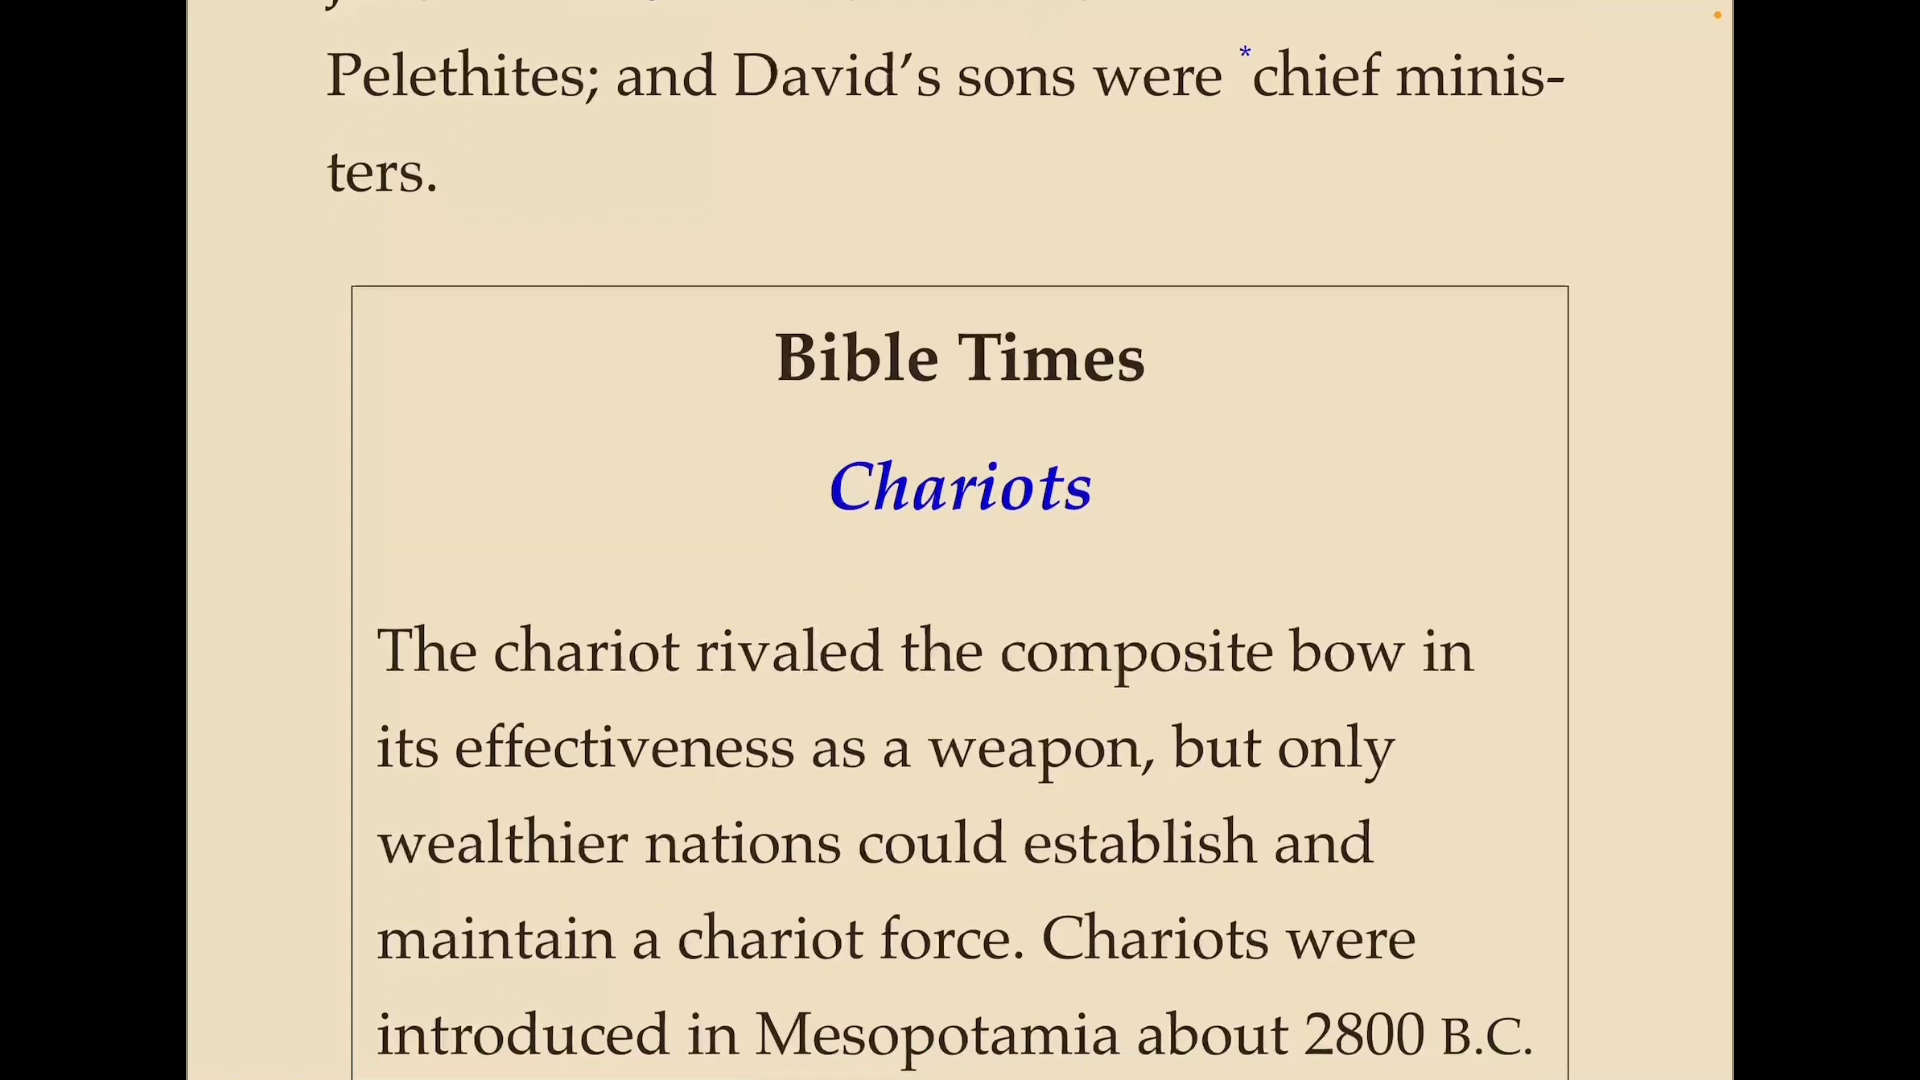 Pelethites; and David’s sons were *chief minis-
ters.
Bible Times
Chariots
The chariot rivaled the composite bow in
its effectiveness as a weapon, but only
wealthier nations could establish and
maintain a chariot force. Chariots were
introduced in Mesopotamia about 2800 B.C.